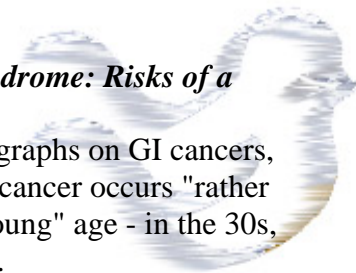 drome: Risks of a
graphs on GI cancers,
cancer occurs "rather
oung" age - in the 30s,
.